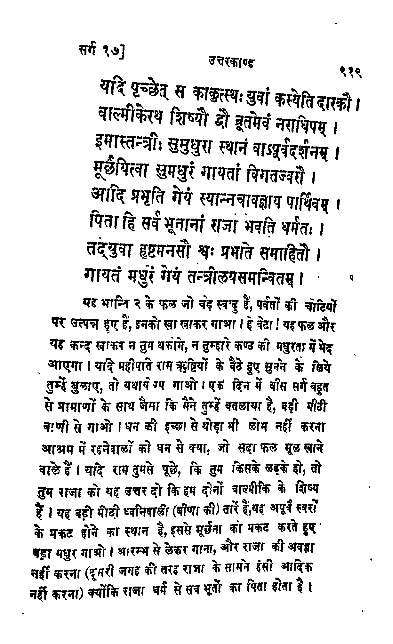 सर्ग १७]
उत्तरकाण्ड
९१९
यदि पृच्छेत् स काकुत्स्थः युवां कस्येति दारकौ ।
वाल्मीकेरथ शिष्यौ द्वौ ब्रूतमेवं नराधिपम् ।
इमास्तन्त्रीः सुमधुरा स्थानं वाऽपूर्वदर्शनम् ।
मूर्छयित्वा सुमधुरं गायतां विगतज्वरौ ।
आदि प्रभृति गेयं स्यान्नचावज्ञाय पार्थिवम् ।
पिता हि सर्व भूतानां राजा भवति धर्मतः ।
तद्युवा हृष्टमनसौ श्वः प्रभाते समाहितौ ।
गायतं मधुरं गेयं तन्त्रीलयसमन्वितम् ।
यह भान्ति २ के फल जो बड़े स्वादु हैं, पर्वतों की चोटियों
पर उत्पन्न हुए हैं, इनको खा खाकर गाओ । हे बेटा ! यह फल और
यह कन्द खाकर न तुम थकोगे, न तुम्हारे कण्ठ की मधुरता में भेद
आएगा । यदि महीपति राम ऋषियों के बैठे हुए सुनने के लिये
तुम्हें बुलाए, तो यथायोग्य गाओ । एक दिन में बीस सर्ग बहुत
से प्रमाणों के साथ जैमा कि मैने तुम्हें बतलाया है, बड़ी मीठी
वाणी से गाओ । धन की इच्छा से थोड़ा भी लोभ नहीं करना
आश्रम में रहनेवालों को धन से क्या, जो सदा फल मूल खाने
वाले हैं । यदि राम तुमसे पूछे, कि तुम किसके लड़के हो, तो
तुम राजा को यह उत्तर दो कि हम दोनों वाल्मीकि के शिष्य
हैं । यह बड़ी मीठी ध्वनिवाली (वीणा की) तारें हैं, यह अपूर्व स्वरों
के प्रकट होने का स्थान है, इससे मूर्छना को प्रकट करते हुए
बड़ा मधुर गाओ । आरम्भ से लेकर गाना, और राजा की अवज्ञा
नहीं करना (दूमरी जगह की तरह राजा के सामने हंसी आदिक
नहीं करना) क्योंकि राजा धर्म से सब भूतों का पिता होता है ।